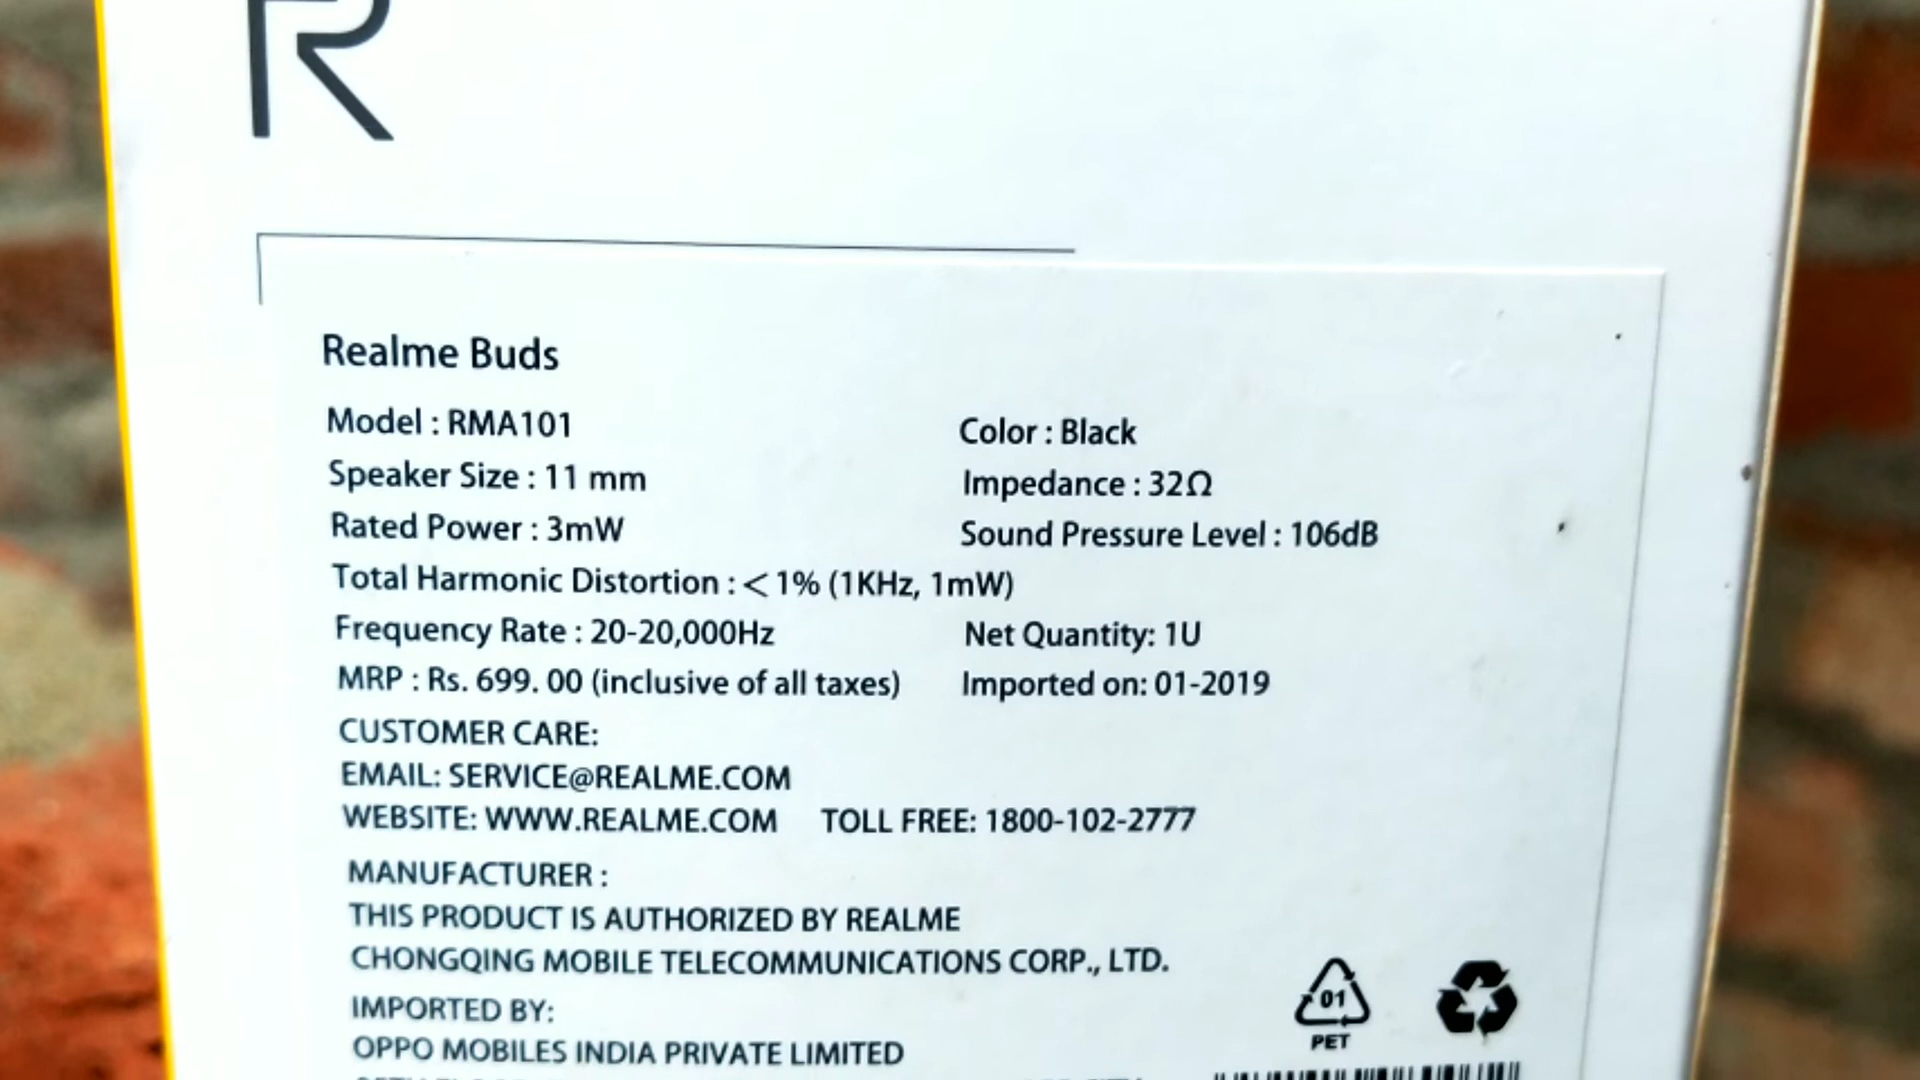 R
Realme Buds
Model : RMA101 Color : Black
Speaker Size : 11 mm Impedance : 32Ω
Rated Power : 3mW Sound Pressure Level : 106dB
Total Harmonic Distortion : < 1% (1KHz, 1mW)
Frequency Rate : 20-20,000Hz Net Quantity: 1U
MRP : Rs. 699. 00 (inclusive of all taxes) Imported on: 01-2019
CUSTOMER CARE:
EMAIL: SERVICE@REALME.COM
WEBSITE: WWW.REALME.COM TOLL FREE: 1800-102-2777
MANUFACTURER :
THIS PRODUCT IS AUTHORIZED BY REALME
CHONGQING MOBILE TELECOMMUNICATIONS CORP., LTD.
IMPORTED BY:
OPPO MOBILES INDIA PRIVATE LIMITED
01
PET